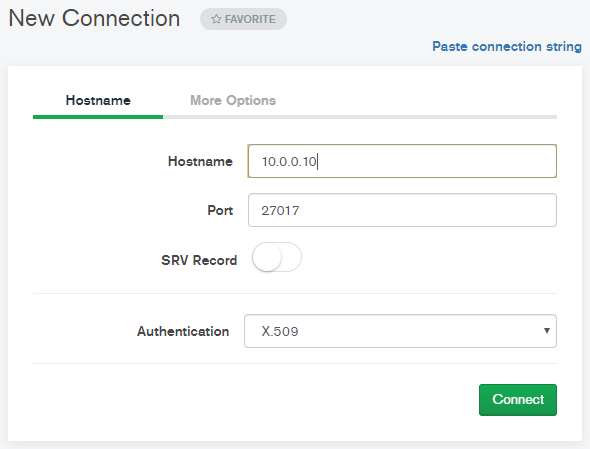 New Connection ☆ FAVORITE
Paste connection string
Hostname More Options
Hostname 10.0.0.10
Port 27017
SRV Record
Authentication X.509
Connect